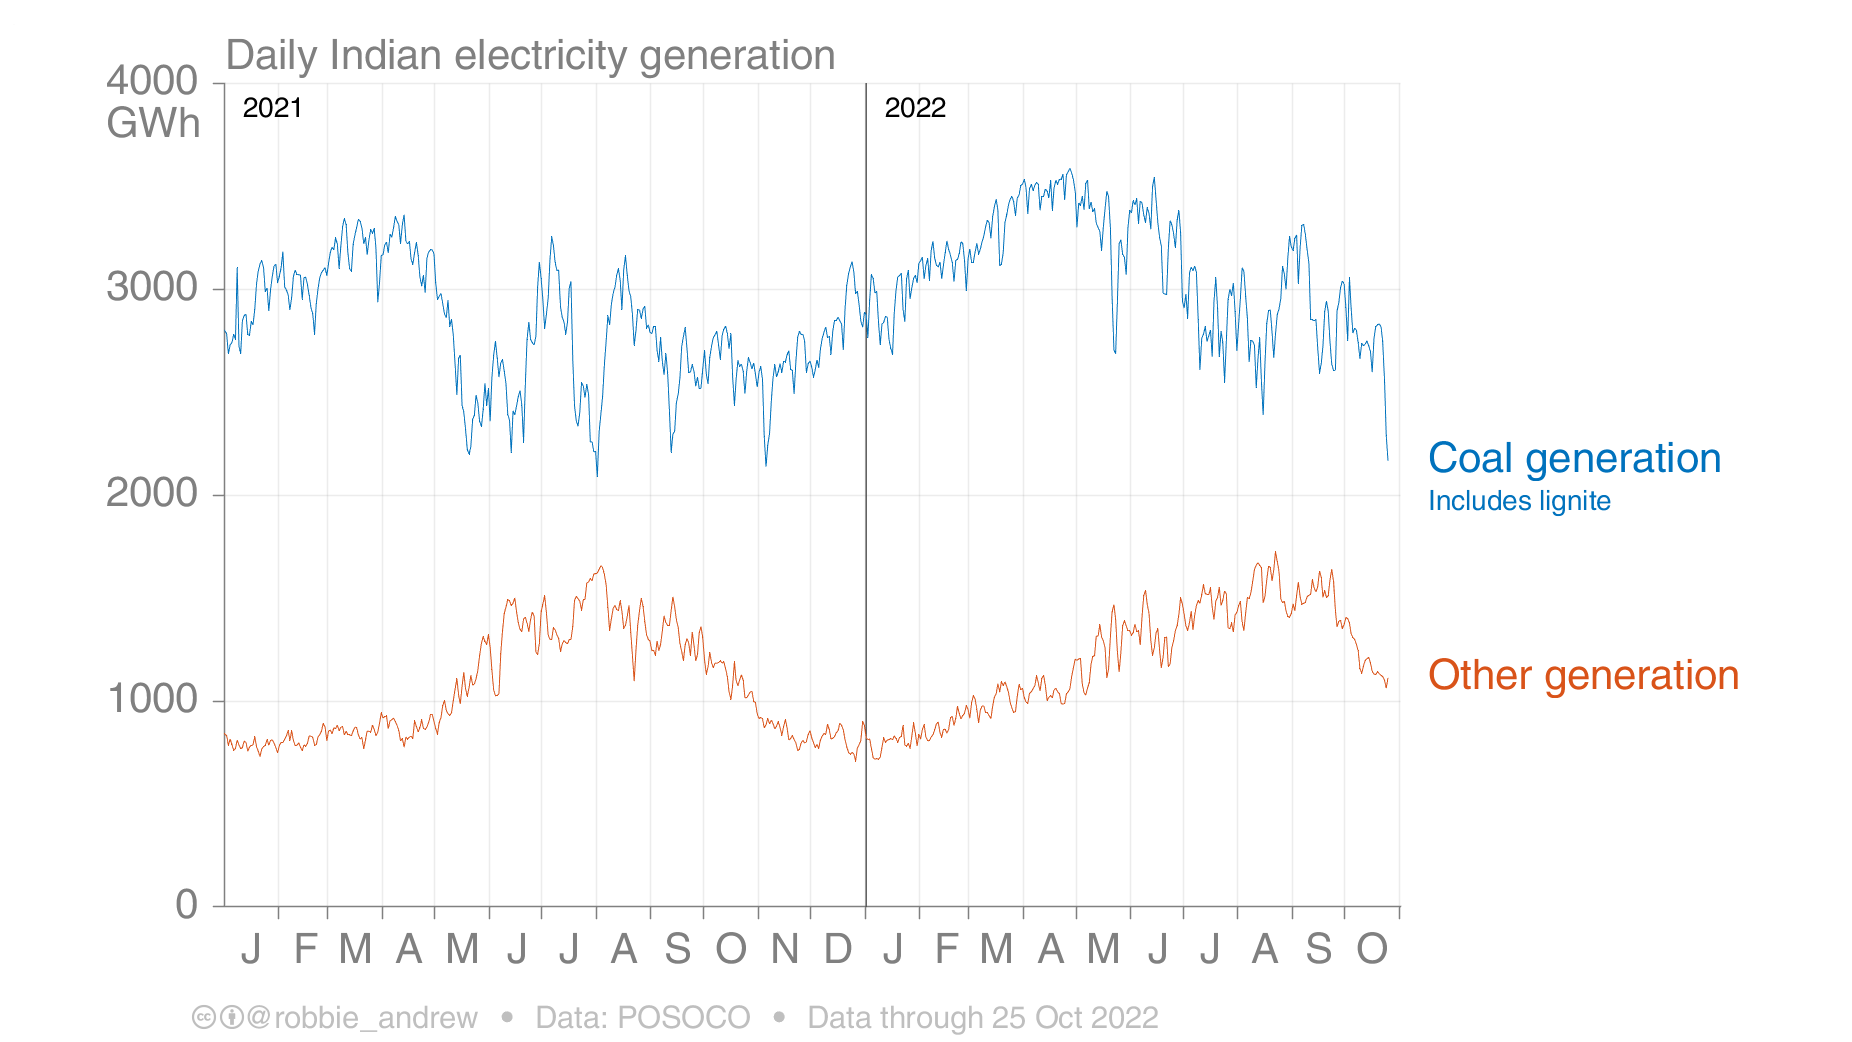 Daily Indian electricity generation
4000
GWh
2021
2022
3000
2000
1000
0
Coal generation
Includes lignite
Other generation
J F M A M J J A S O N D J F M A M J J A S O
@robbie_andrew • Data: POSOCO • Data through 25 Oct 2022